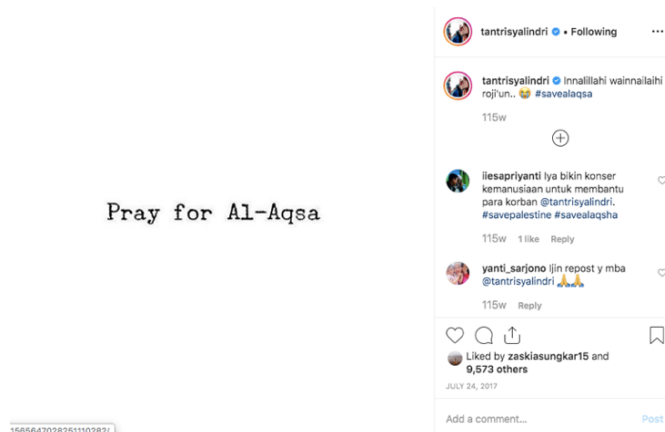 Pray for Al-Aqsa
tantrisyalindri • Following
tantrisyalindri Innalillahi wainnailaihi
roji'un.. 😭 #savealaqsa
115w
iiesapriyanti Iya bikin konser
kemanusiaan untuk membantu
para korban @tantrisyalindri.
#savepalestine #savealaqsha
115w 1 like Reply
yanti_sarjono Ijin repost y mba
@tantrisyalindri 🙏🙏
115w Reply
Liked by zaskiasungkar15 and
9,573 others
JULY 24, 2017
Add a comment... Post